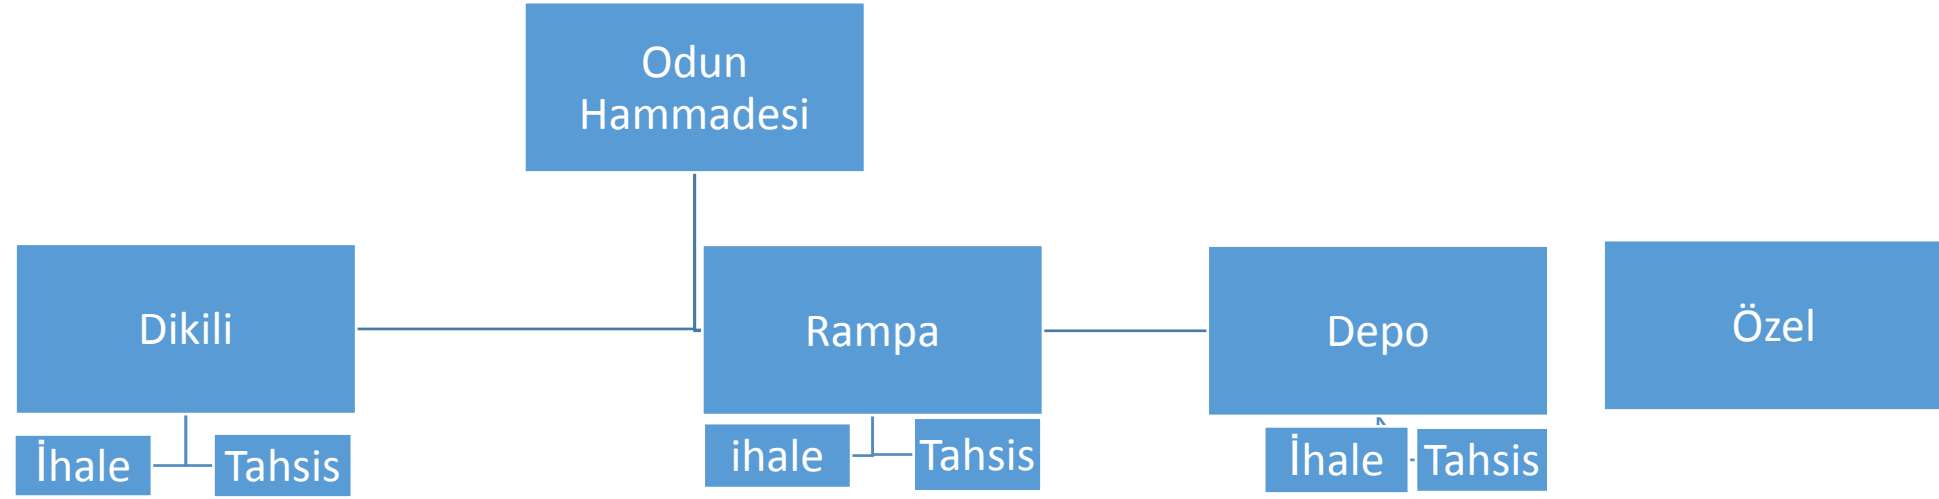 Odun
Hammadesi
Dikili
Rampa
Depo
Özel
İhale
Tahsis
ihale
Tahsis
İhale
Tahsis